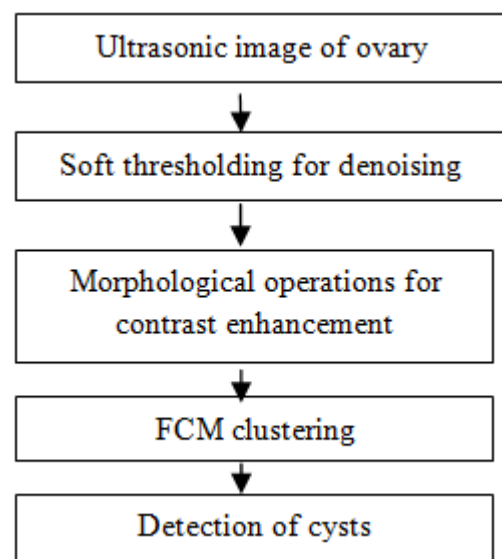 Ultrasonic image of ovary
Soft thresholding for denoising
Morphological operations for
contrast enhancement
FCM clustering
Detection of cysts